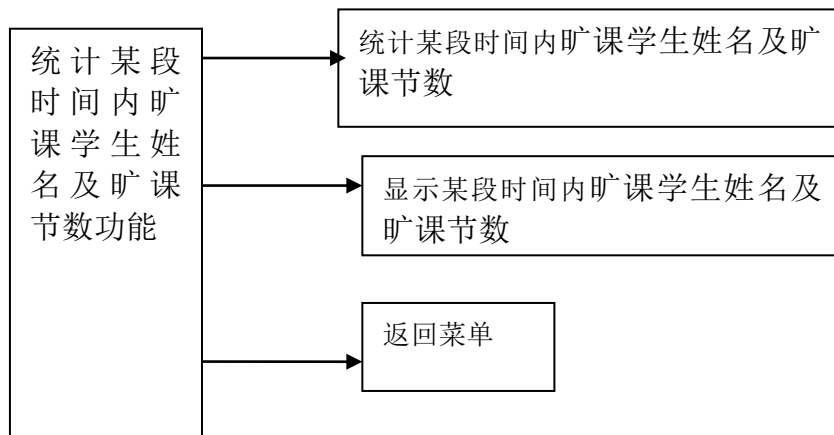 统计某段
时间内旷
课学生姓
名及旷课
节数功能
统计某段时间内旷课学生姓名及旷
课节数
显示某段时间内旷课学生姓名及
旷课节数
返回菜单